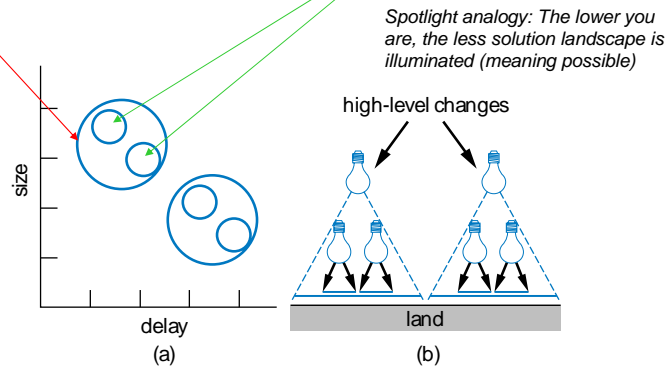 Spotlight analogy: The lower you
are, the less solution landscape is
illuminated (meaning possible)
high-level changes
size
delay
land
(a)
(b)